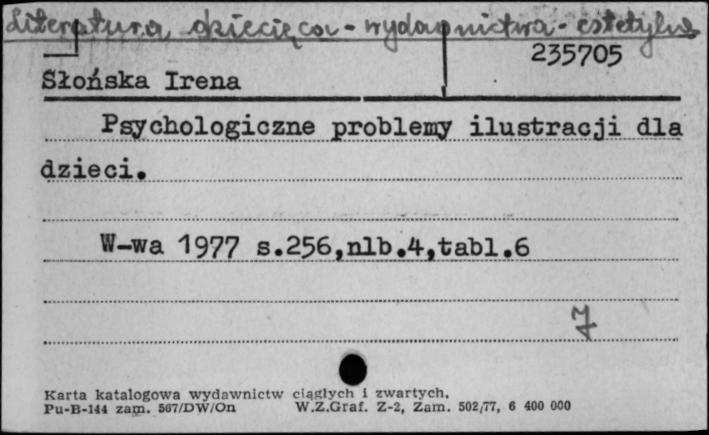 Literatura dziecięca - wydawnictwa - estetyka
235705
Słońska Irena
Psychologiczne problemy ilustracji dla
dzieci.
W-wa 1977 s.256,nlb.4,tabl.6
7
Karta katalogowa wydawnictw ciągłych i zwartych,
Pu-B-144 zam. 567/DW/On W.Z.Graf. Z-2, Zam. 502/77, 6 400 000